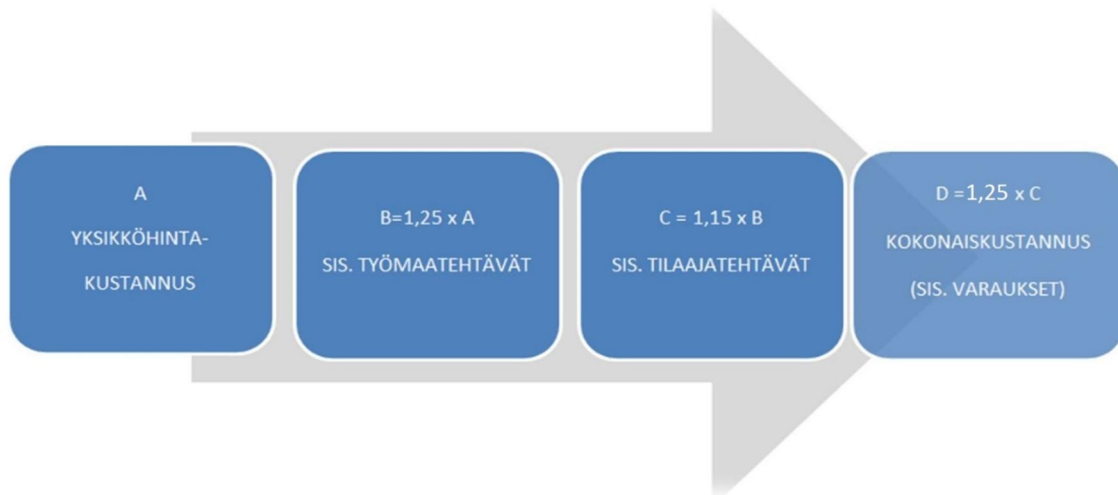 A
YKSIKKÖHINTA-
KUSTANNUS
B=1,25 x A
SIS. TYÖMAATEHTÄVÄT
C = 1,15 x B
SIS. TILAAJATEHTÄVÄT
D =1,25 x C
KOKONAISKUSTANNUS
(SIS. VARAUKSET)